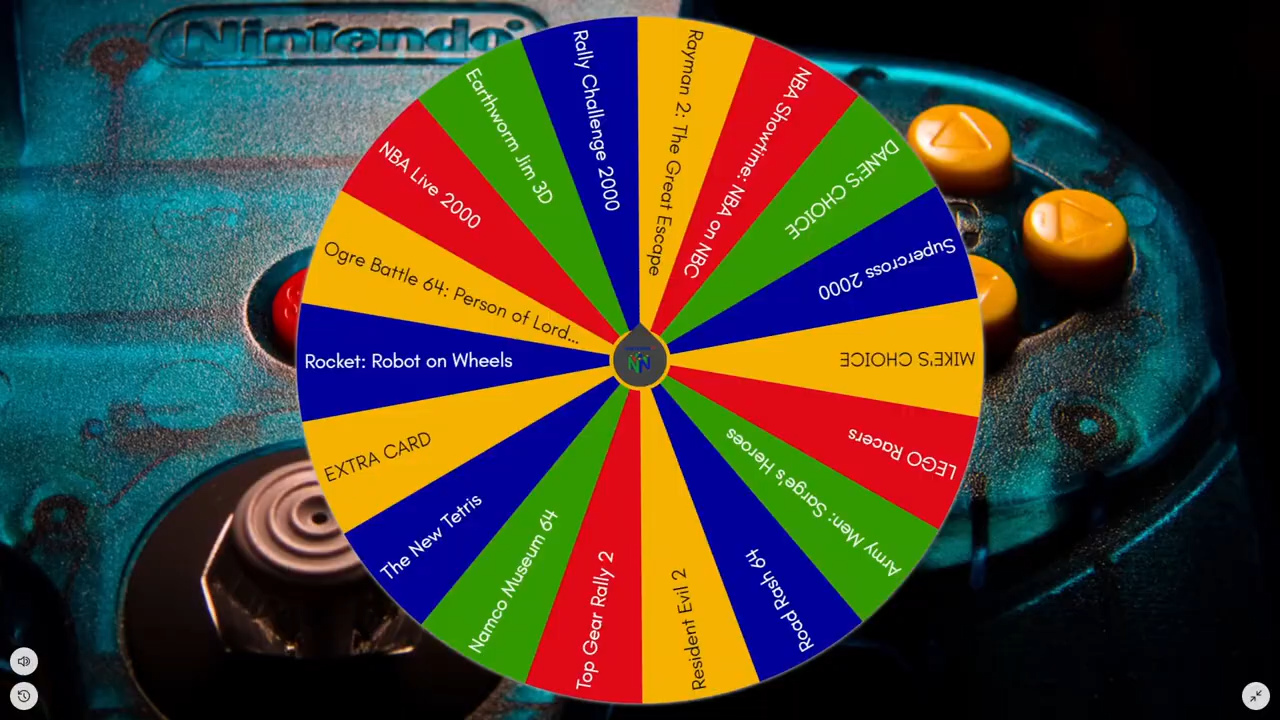 Nintendo
Rayman 2: The Great Escape
NBA Showtime: NBA on NBC
DANE'S CHOICE
Supercross 2000
MIKE'S CHOICE
LEGO Racers
Army Men: Sarge's Heroes
Road Rash 64
Resident Evil 2
Top Gear Rally 2
Namco Museum 64
The New Tetris
EXTRA CARD
Rocket: Robot on Wheels
Ogre Battle 64: Person of Lord...
NBA Live 2000
Earthworm Jim 3D
Rally Challenge 2000